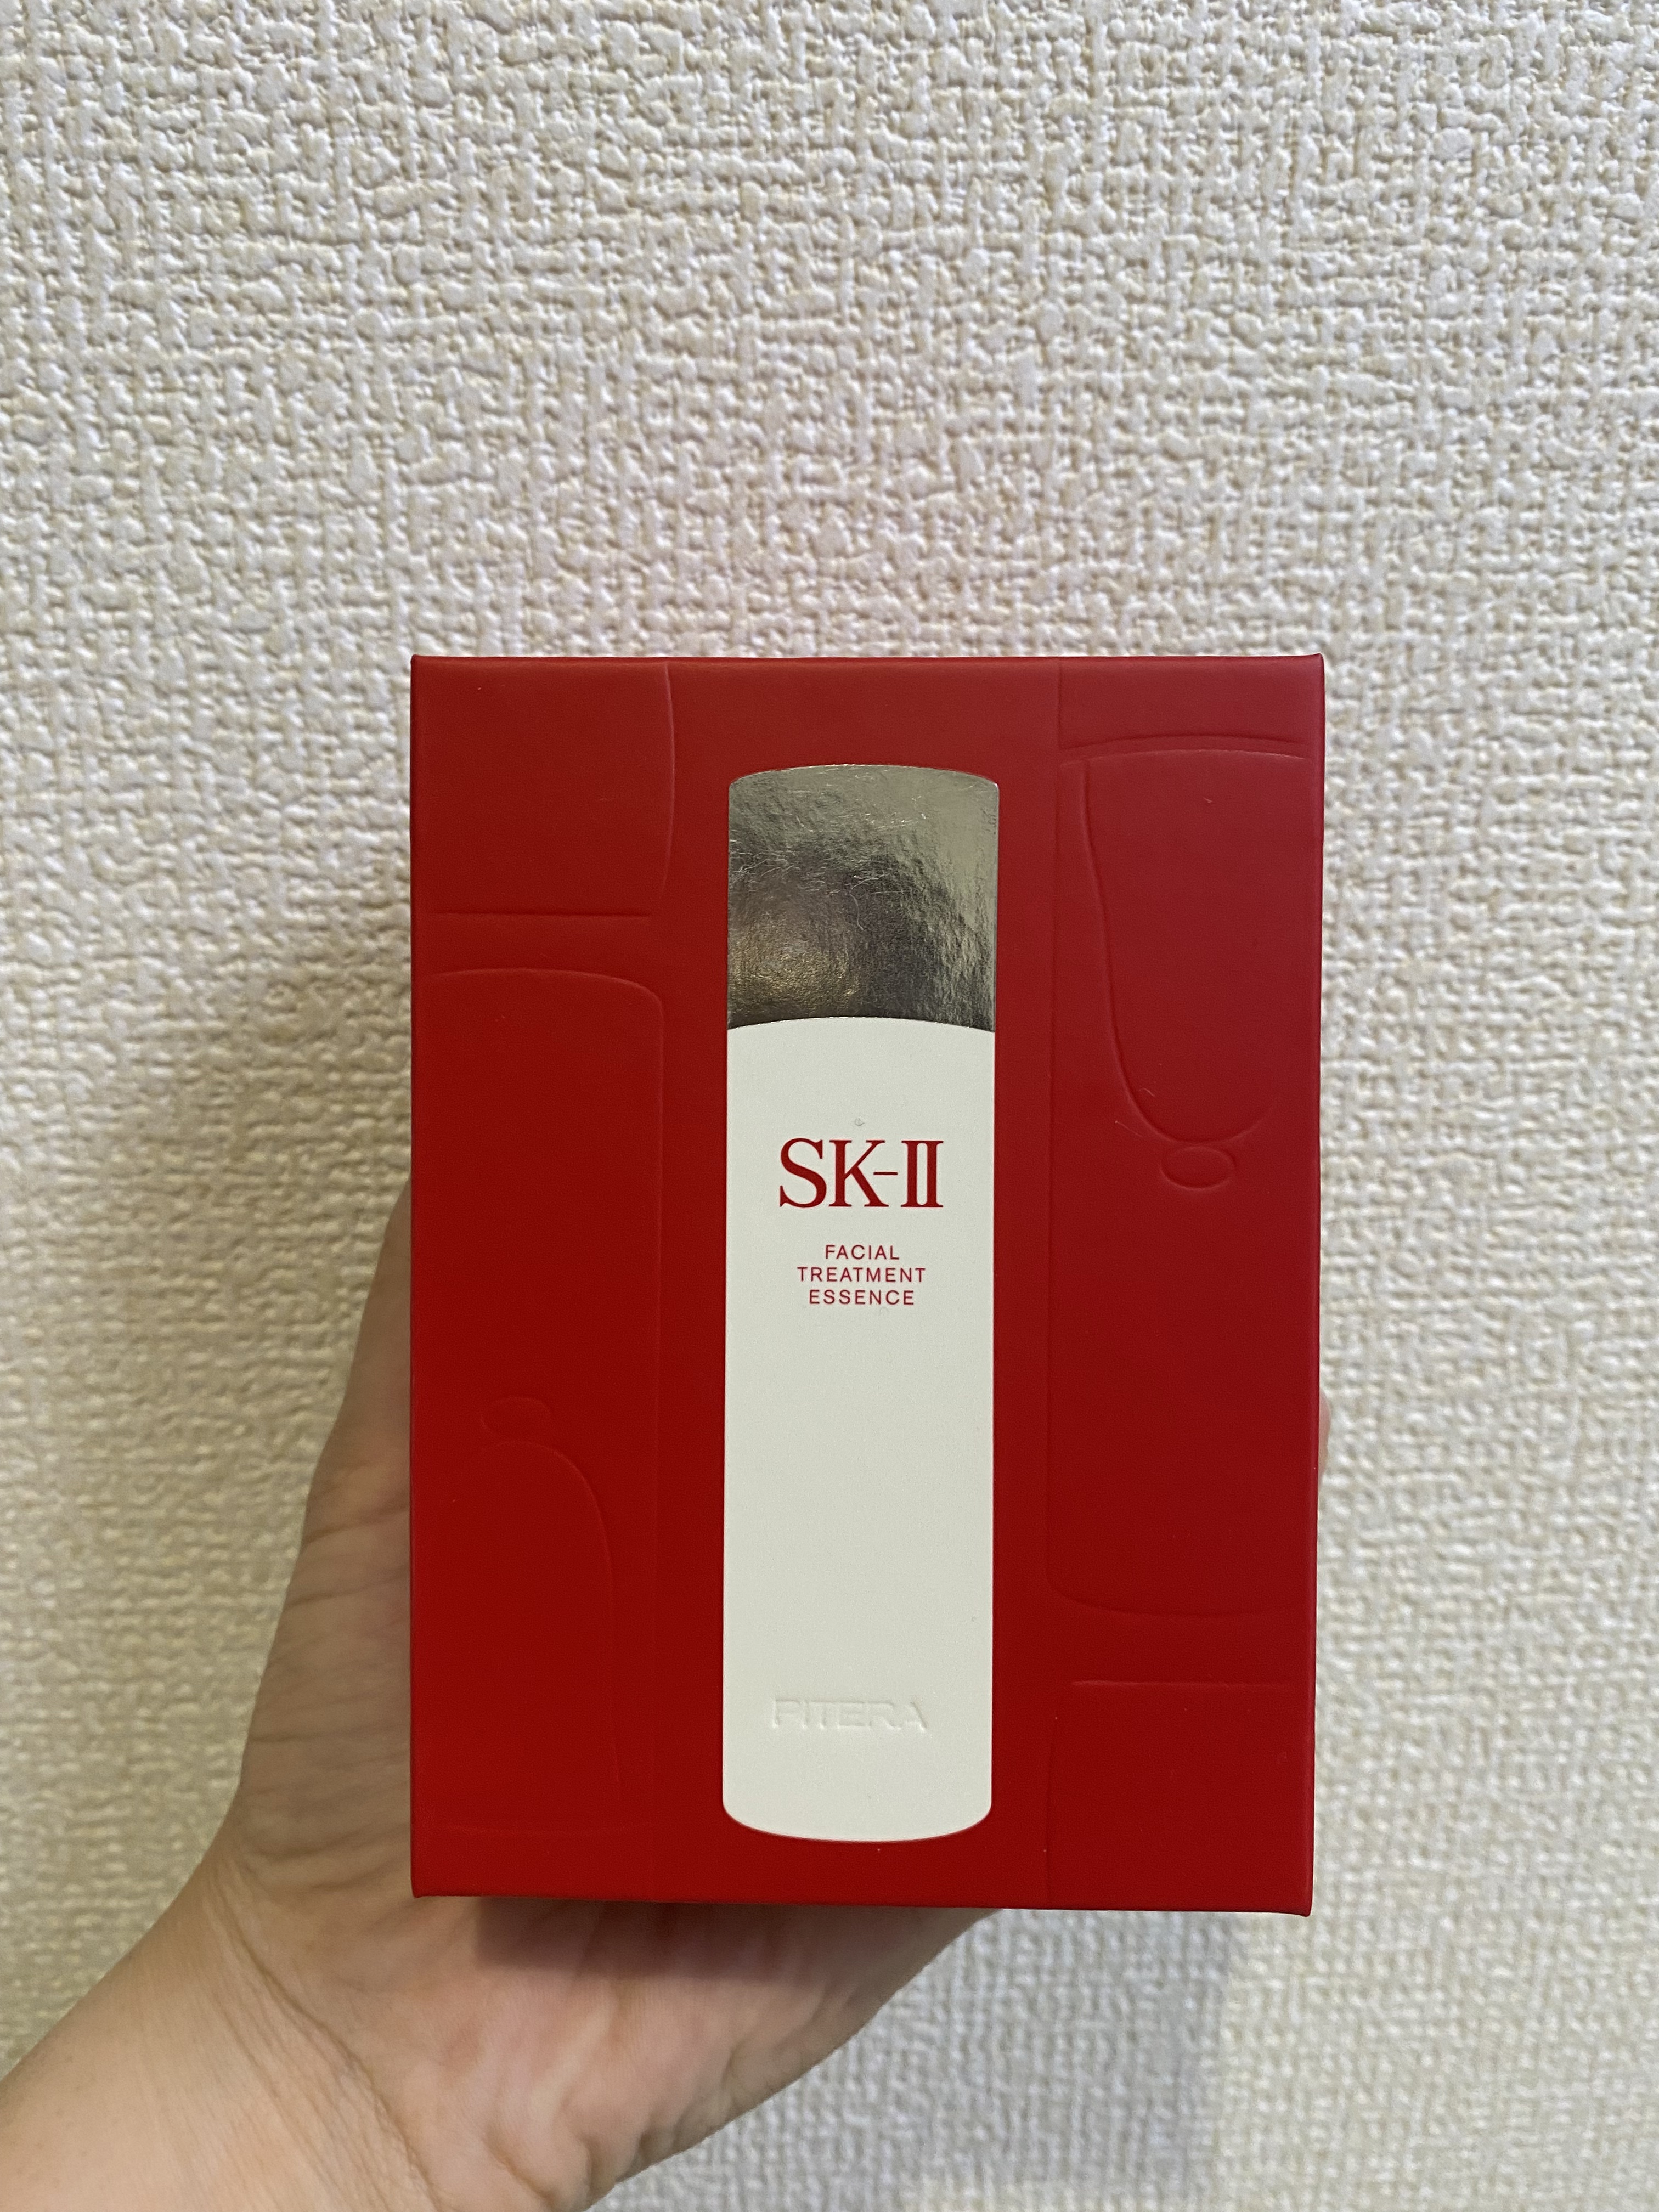 SK-II
FACIAL
TREATMENT
ESSENCE
PITERA